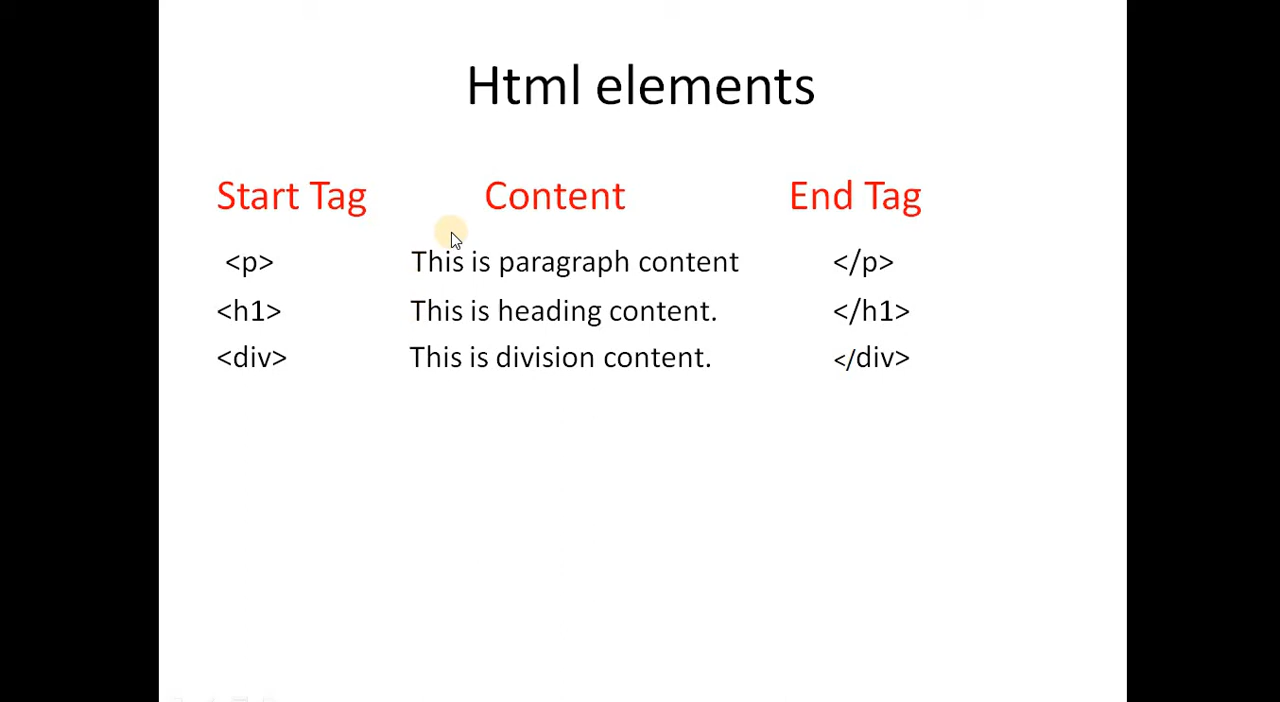 Html elements
Start Tag Content End Tag
<p> This is paragraph content </p>
<h1> This is heading content. </h1>
<div> This is division content. </div>